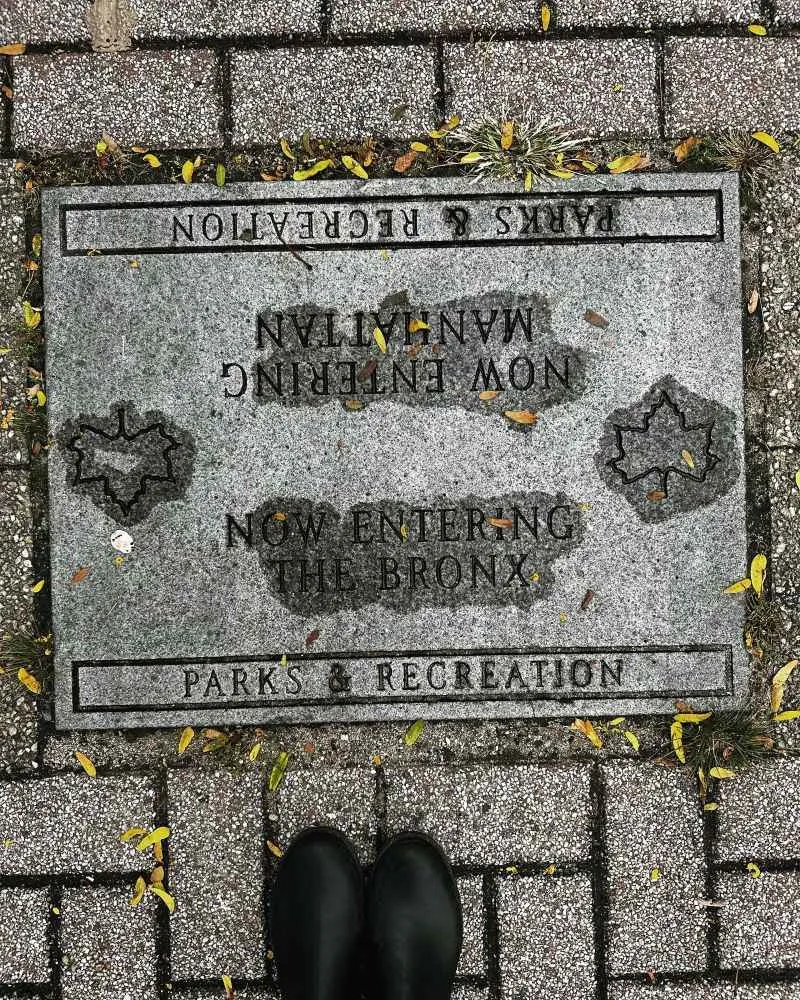 PARKS & RECREATION
NOW ENTERING
MANHATTAN
NOW ENTERING
THE BRONX
PARKS & RECREATION